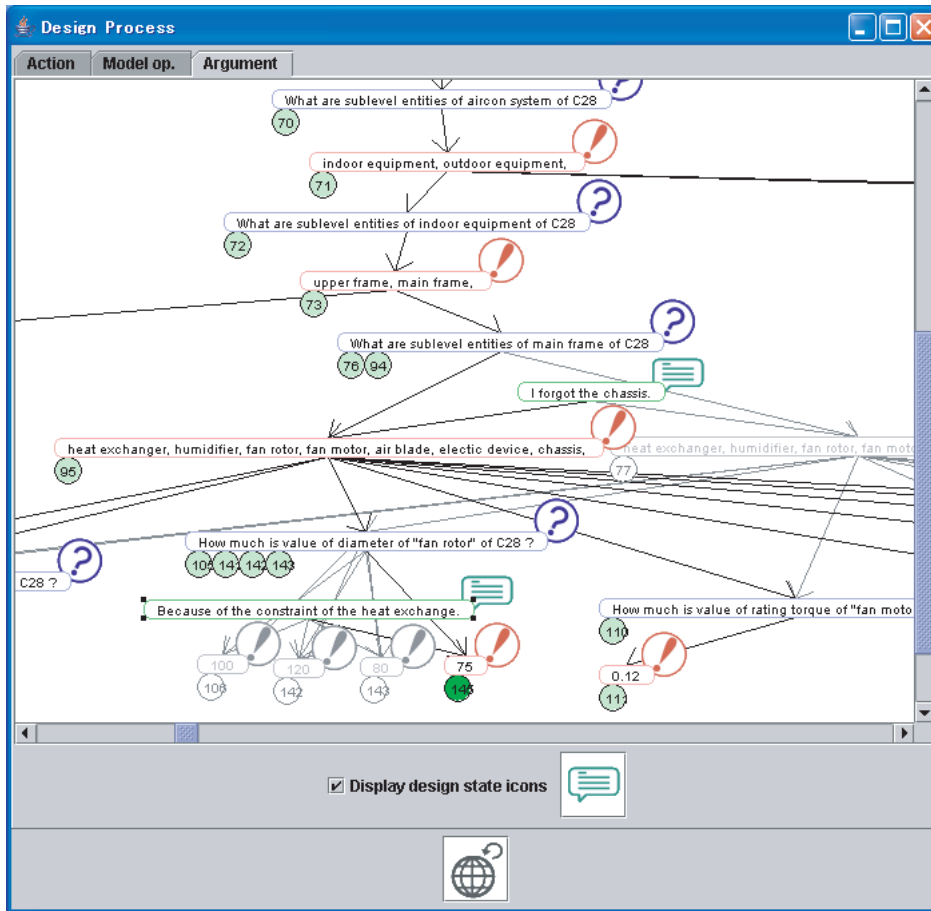 Design Process
Action
Model op.
Argument
What are sublevel entities of aircon system of C28
70
indoor equipment, outdoor equipment,
71
What are sublevel entities of indoor equipment of C28
72
upper frame, main frame,
73
What are sublevel entities of main frame of C28
76
94
I forgot the chassis.
heat exchanger, humidifier, fan rotor, fan motor, air blade, electic device, chassis,
heat exchanger, humidifier, fan rotor, fan mo
95
77
How much is value of diameter of "fan rotor" of C28 ?
142
143
C28 ?
Because of the constraint of the heat exchange.
How much is value of rating torque of "fan moto
110
100
120
80
75
0.12
106
142
143